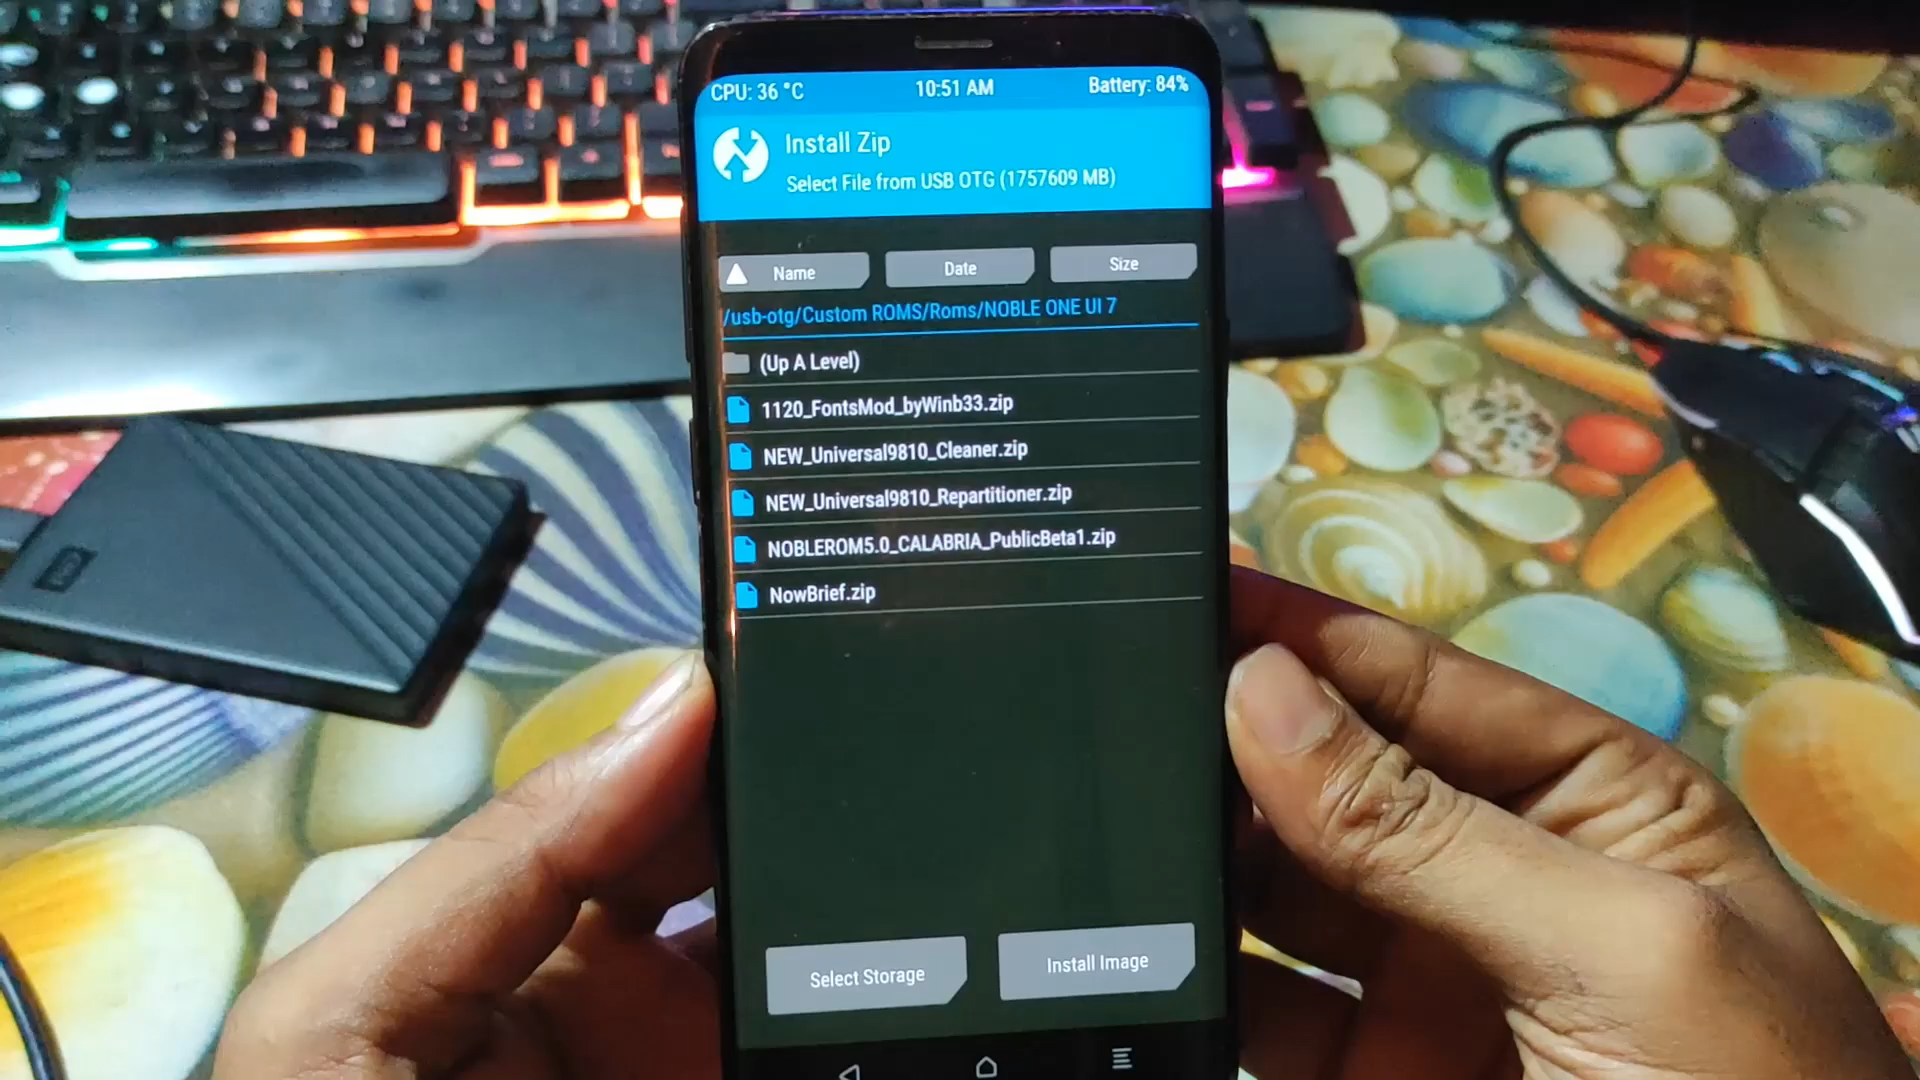 CPU: 36 °C 10:51 AM Battery: 84%
Install Zip
Select File from USB OTG (1757609 MB)
Name Date Size
/usb-otg/Custom ROMS/Roms/NOBLE ONE UI 7
(Up A Level)
1120_FontsMod_byWinb33.zip
NEW_Universal9810_Cleaner.zip
NEW_Universal9810_Repartitioner.zip
NOBLEROM5.0_CALABRIA_PublicBeta1.zip
NowBrief.zip
Select Storage Install Image